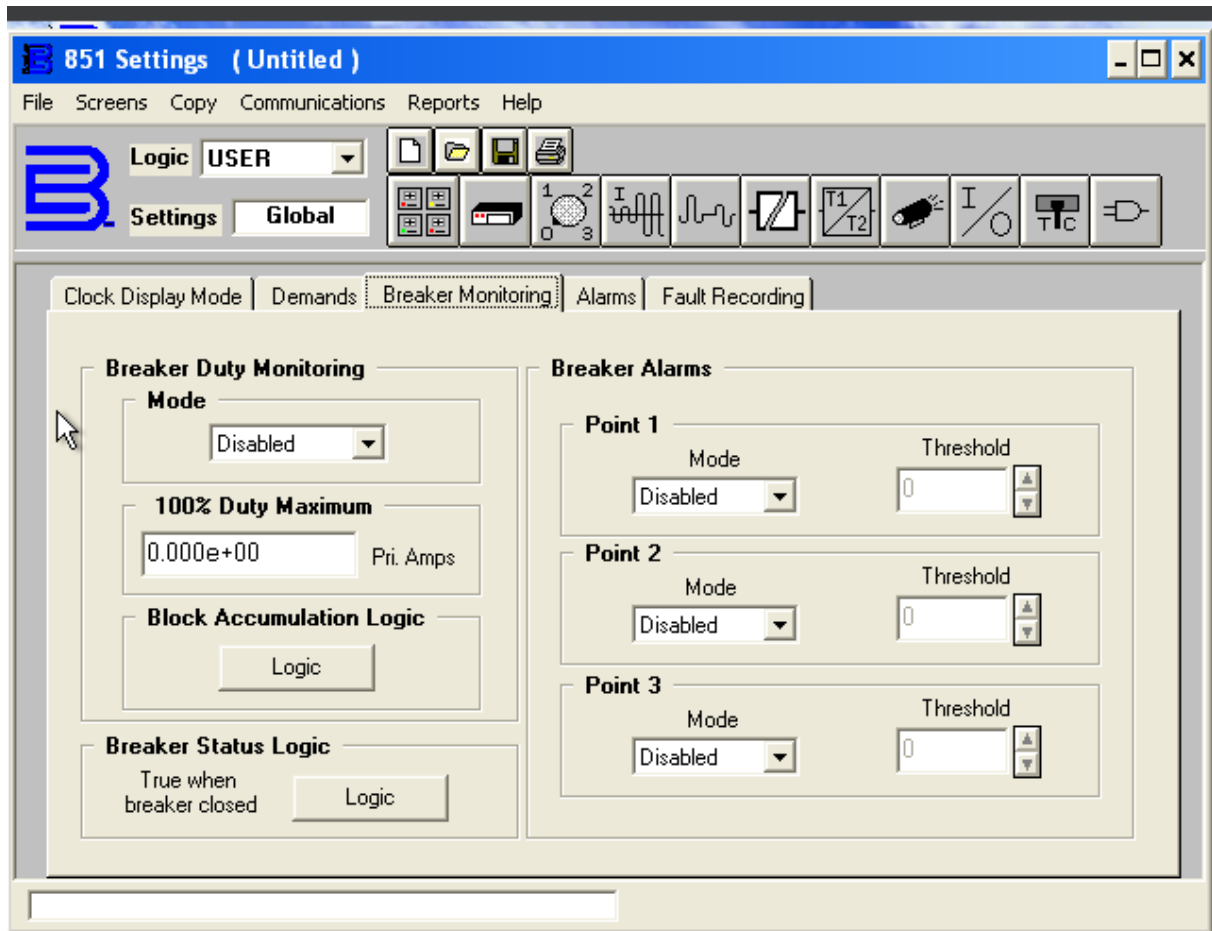 851 Settings ( Untitled )
File Screens Copy Communications Reports Help
Logic USER
Settings Global
1 2 0 3
I
T1 T2
I O
T C
Clock Display Mode Demands Breaker Monitoring Alarms Fault Recording
Breaker Duty Monitoring
Mode
Disabled
100% Duty Maximum
0.000e+00 Pri. Amps
Block Accumulation Logic
Logic
Breaker Status Logic
True when
breaker closed
Logic
Breaker Alarms
Point 1
Mode Threshold
Disabled 0
Point 2
Mode Threshold
Disabled 0
Point 3
Mode Threshold
Disabled 0